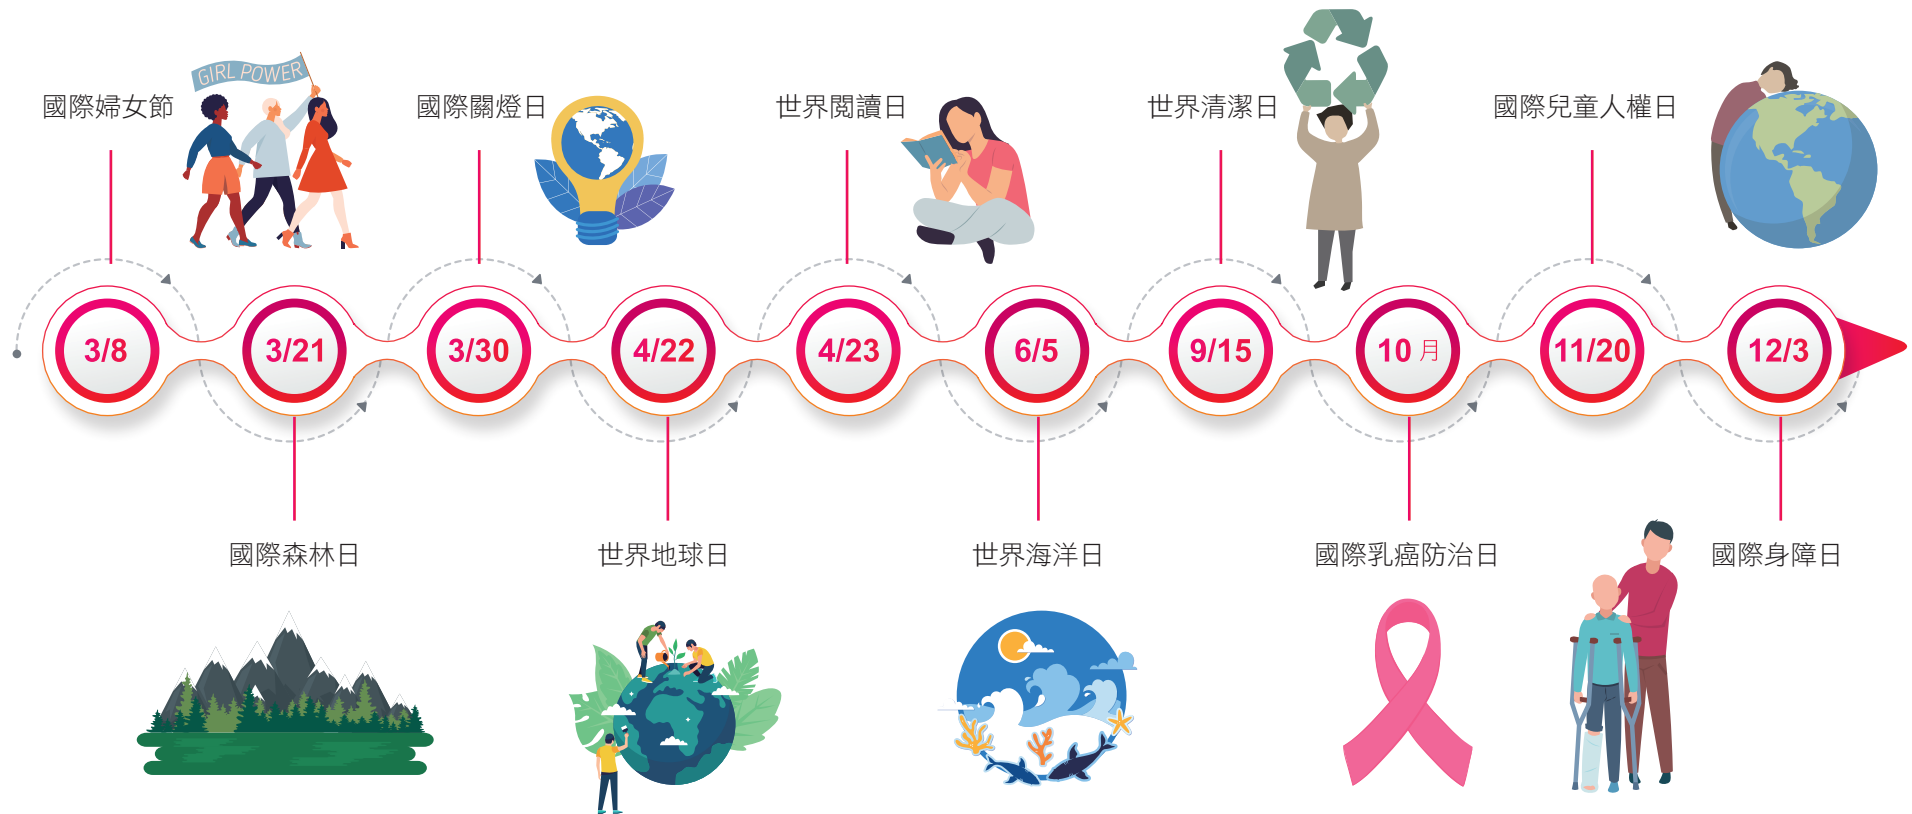 GIRL POWER
國際婦女節
國際關燈日
世界閱讀日
世界清潔日
國際兒童人權日
3/8
3/21
3/30
4/22
4/23
6/5
9/15
10 月
11/20
12/3
國際森林日
世界地球日
世界海洋日
國際乳癌防治日
國際身障日